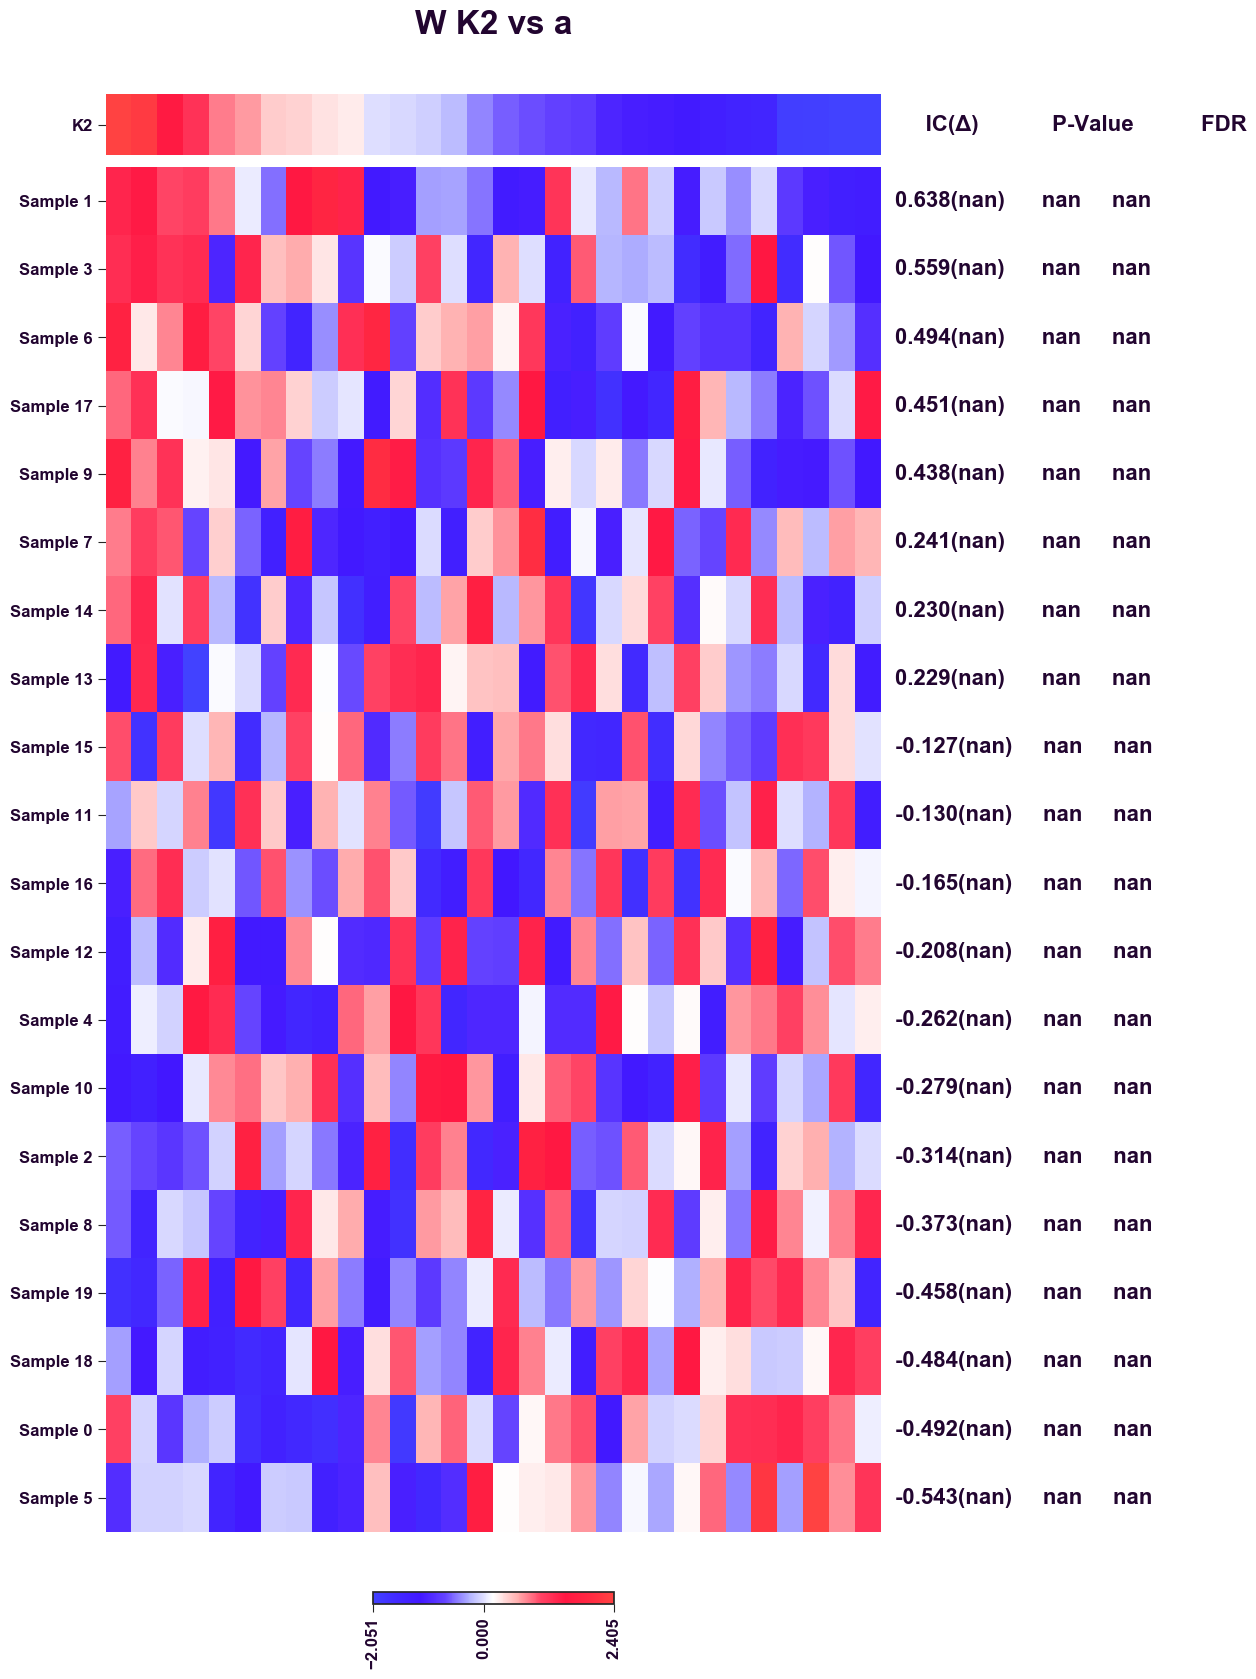 W K2 vs a
K2 IC(Δ) P-Value FDR
Sample 1 0.638(nan) nan nan
Sample 3 0.559(nan) nan nan
Sample 6 0.494(nan) nan nan
Sample 17 0.451(nan) nan nan
Sample 9 0.438(nan) nan nan
Sample 7 0.241(nan) nan nan
Sample 14 0.230(nan) nan nan
Sample 13 0.229(nan) nan nan
Sample 15 -0.127(nan) nan nan
Sample 11 -0.130(nan) nan nan
Sample 16 -0.165(nan) nan nan
Sample 12 -0.208(nan) nan nan
Sample 4 -0.262(nan) nan nan
Sample 10 -0.279(nan) nan nan
Sample 2 -0.314(nan) nan nan
Sample 8 -0.373(nan) nan nan
Sample 19 -0.458(nan) nan nan
Sample 18 -0.484(nan) nan nan
Sample 0 -0.492(nan) nan nan
Sample 5 -0.543(nan) nan nan
−2.051 0.000 2.405